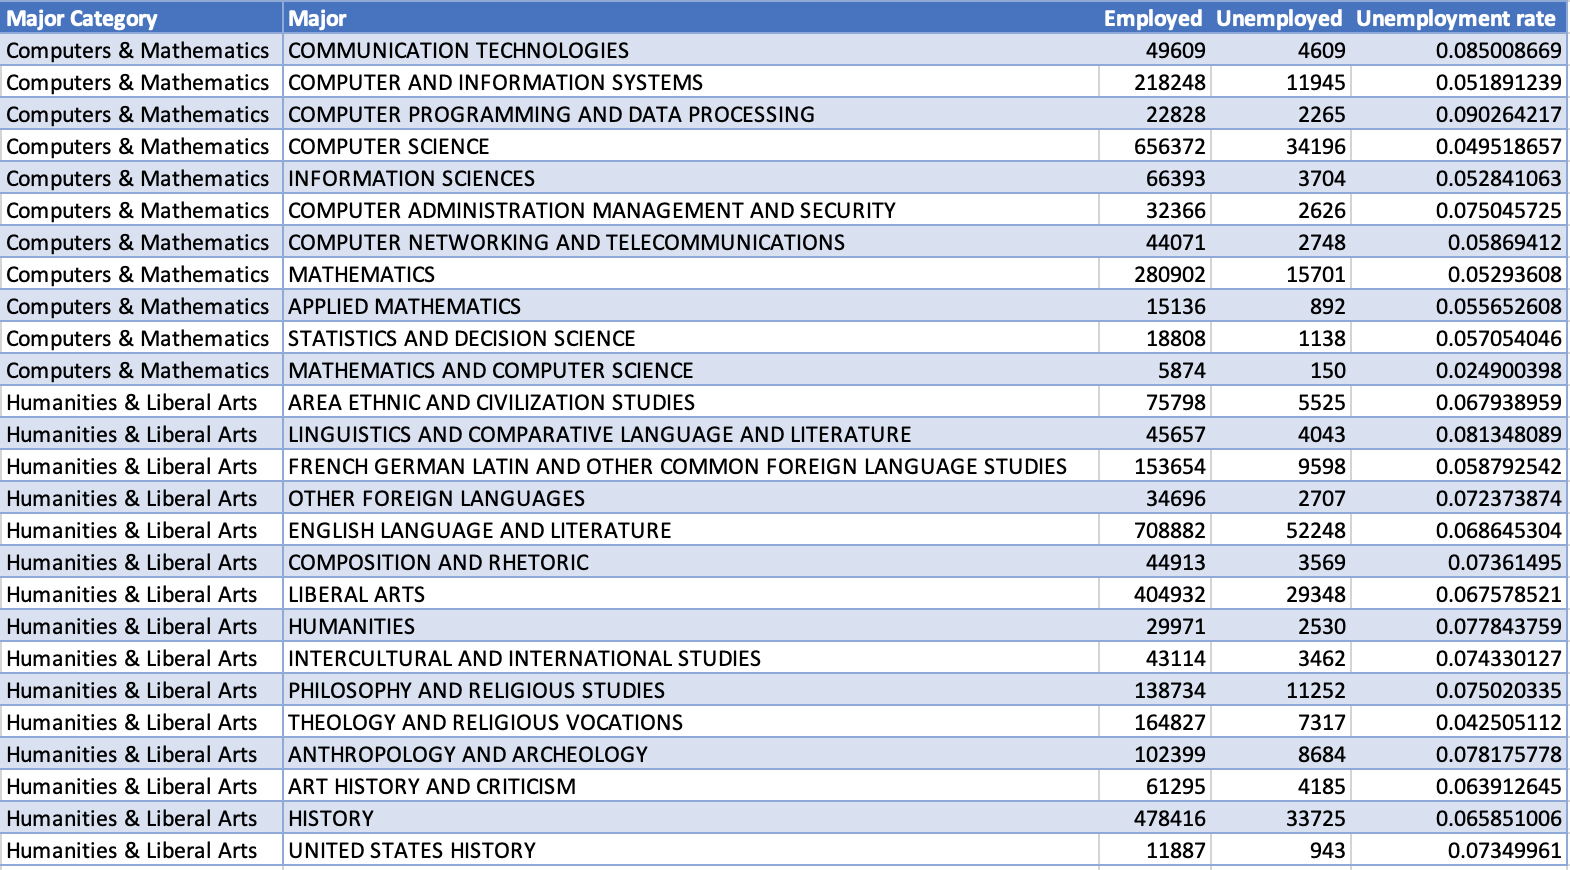 Major Category Major Employed Unemployed Unemployment rate
Computers & Mathematics COMMUNICATION TECHNOLOGIES 49609 4609 0.085008669
Computers & Mathematics COMPUTER AND INFORMATION SYSTEMS 218248 11945 0.051891239
Computers & Mathematics COMPUTER PROGRAMMING AND DATA PROCESSING 22828 2265 0.090264217
Computers & Mathematics COMPUTER SCIENCE 656372 34196 0.049518657
Computers & Mathematics INFORMATION SCIENCES 66393 3704 0.052841063
Computers & Mathematics COMPUTER ADMINISTRATION MANAGEMENT AND SECURITY 32366 2626 0.075045725
Computers & Mathematics COMPUTER NETWORKING AND TELECOMMUNICATIONS 44071 2748 0.05869412
Computers & Mathematics MATHEMATICS 280902 15701 0.05293608
Computers & Mathematics APPLIED MATHEMATICS 15136 892 0.055652608
Computers & Mathematics STATISTICS AND DECISION SCIENCE 18808 1138 0.057054046
Computers & Mathematics MATHEMATICS AND COMPUTER SCIENCE 5874 150 0.024900398
Humanities & Liberal Arts AREA ETHNIC AND CIVILIZATION STUDIES 75798 5525 0.067938959
Humanities & Liberal Arts LINGUISTICS AND COMPARATIVE LANGUAGE AND LITERATURE 45657 4043 0.081348089
Humanities & Liberal Arts FRENCH GERMAN LATIN AND OTHER COMMON FOREIGN LANGUAGE STUDIES 153654 9598 0.058792542
Humanities & Liberal Arts OTHER FOREIGN LANGUAGES 34696 2707 0.072373874
Humanities & Liberal Arts ENGLISH LANGUAGE AND LITERATURE 708882 52248 0.068645304
Humanities & Liberal Arts COMPOSITION AND RHETORIC 44913 3569 0.07361495
Humanities & Liberal Arts LIBERAL ARTS 404932 29348 0.067578521
Humanities & Liberal Arts HUMANITIES 29971 2530 0.077843759
Humanities & Liberal Arts INTERCULTURAL AND INTERNATIONAL STUDIES 43114 3462 0.074330127
Humanities & Liberal Arts PHILOSOPHY AND RELIGIOUS STUDIES 138734 11252 0.075020335
Humanities & Liberal Arts THEOLOGY AND RELIGIOUS VOCATIONS 164827 7317 0.042505112
Humanities & Liberal Arts ANTHROPOLOGY AND ARCHEOLOGY 102399 8684 0.078175778
Humanities & Liberal Arts ART HISTORY AND CRITICISM 61295 4185 0.063912645
Humanities & Liberal Arts HISTORY 478416 33725 0.065851006
Humanities & Liberal Arts UNITED STATES HISTORY 11887 943 0.07349961